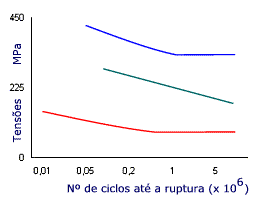 450
MPa
225
Tensões
0
0,01 0,05 0,2 1 5
Nº de ciclos até a ruptura (x 10⁶)